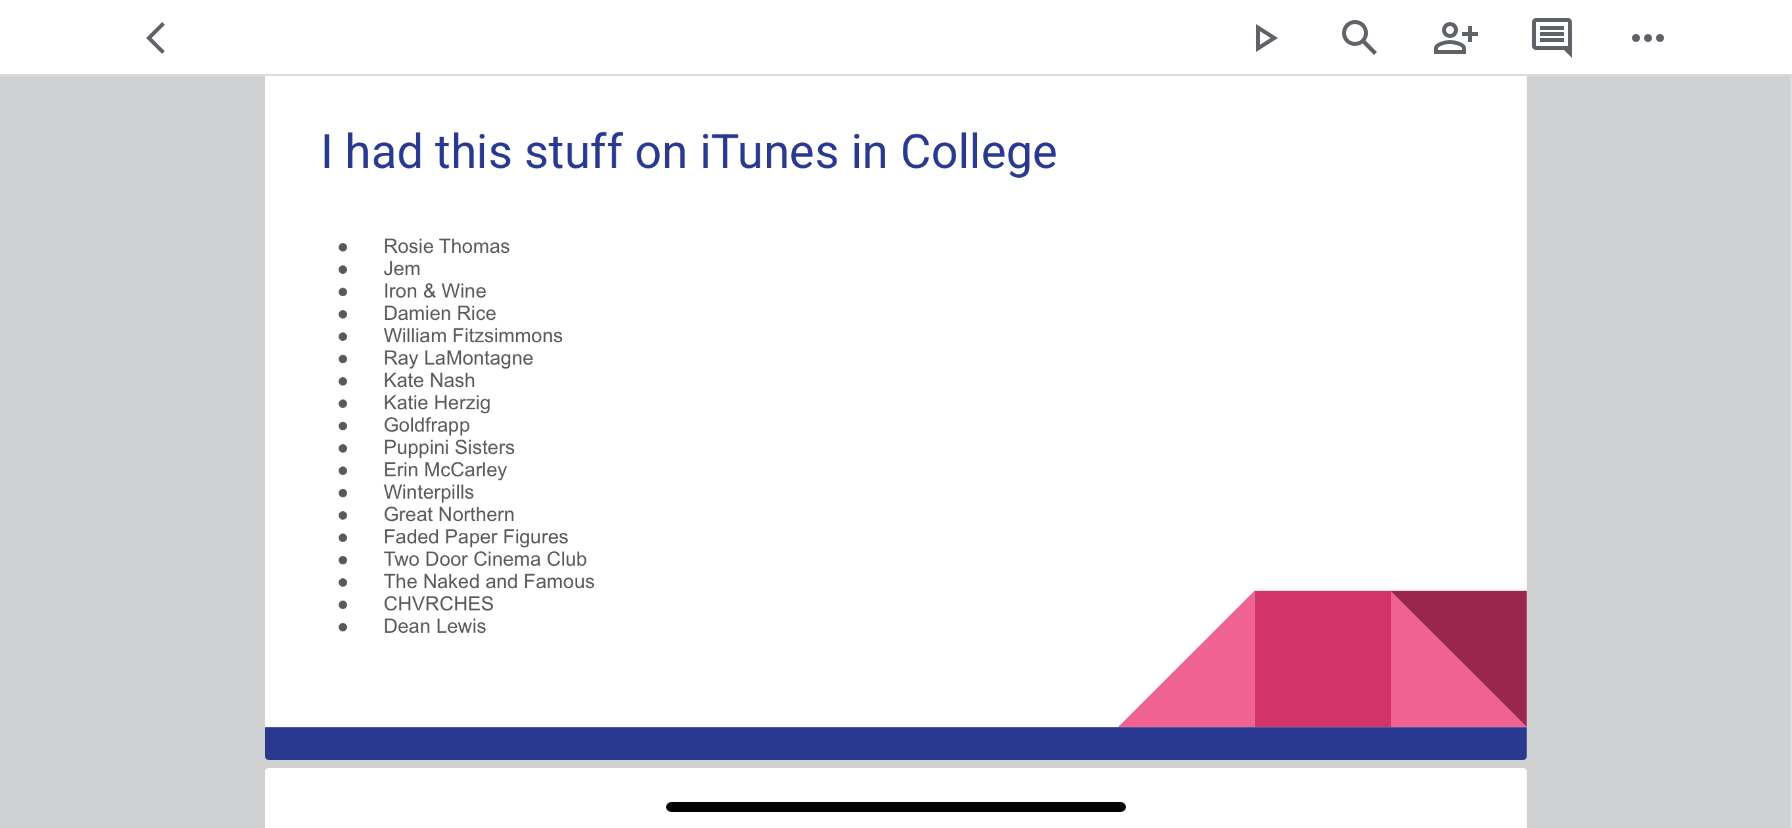 I had this stuff on iTunes in College
● Rosie Thomas
● Jem
● Iron & Wine
● Damien Rice
● William Fitzsimmons
● Ray LaMontagne
● Kate Nash
● Katie Herzig
● Goldfrapp
● Puppini Sisters
● Erin McCarley
● Winterpills
● Great Northern
● Faded Paper Figures
● Two Door Cinema Club
● The Naked and Famous
● CHVRCHES
● Dean Lewis